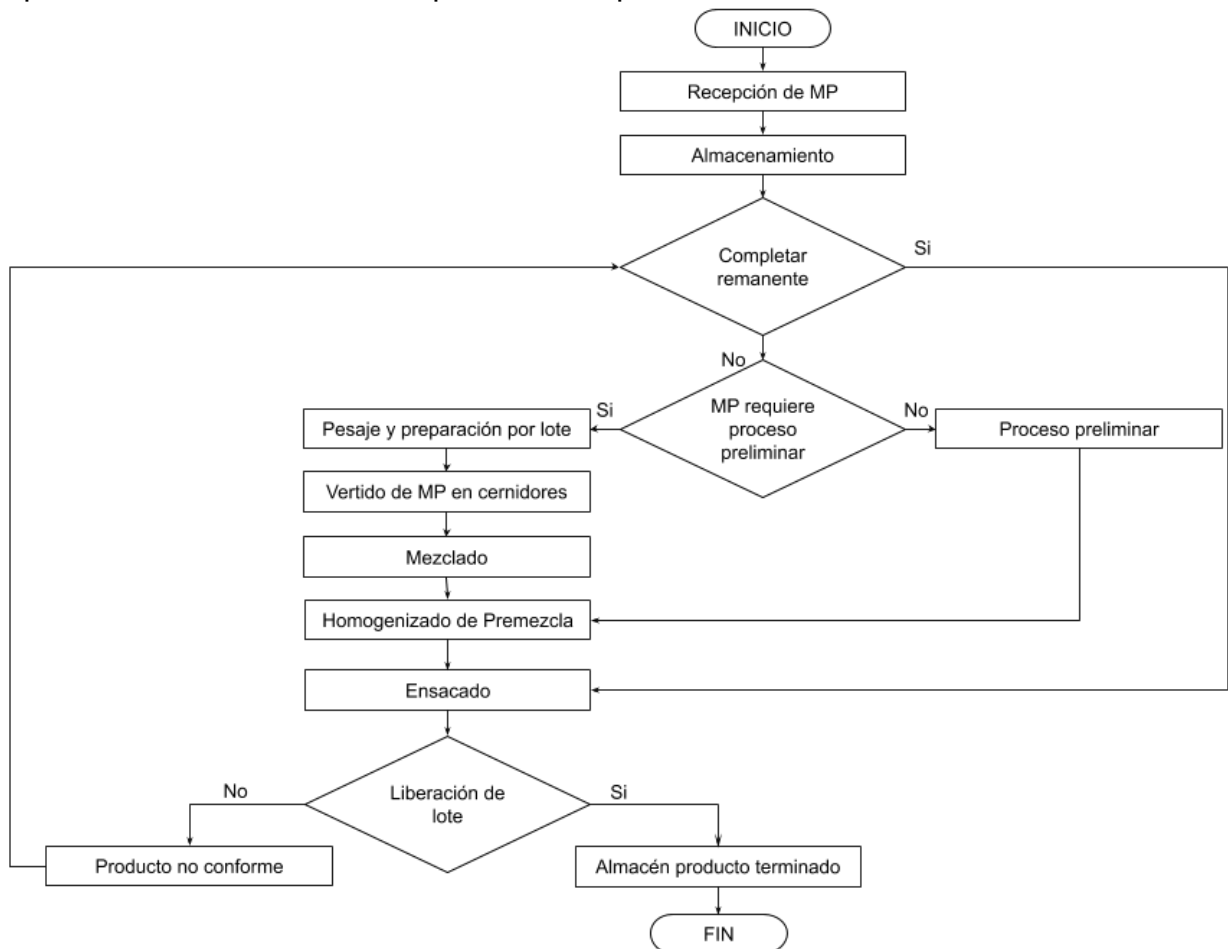 INICIO
Recepción de MP
Almacenamiento
Completar
remanente
Si
No
MP requiere
proceso
preliminar
Si
No
Pesaje y preparación por lote
Proceso preliminar
Vertido de MP en cernidores
Mezclado
Homogenizado de Premezcla
Ensacado
Liberación de
lote
No
Si
Producto no conforme
Almacén producto terminado
FIN